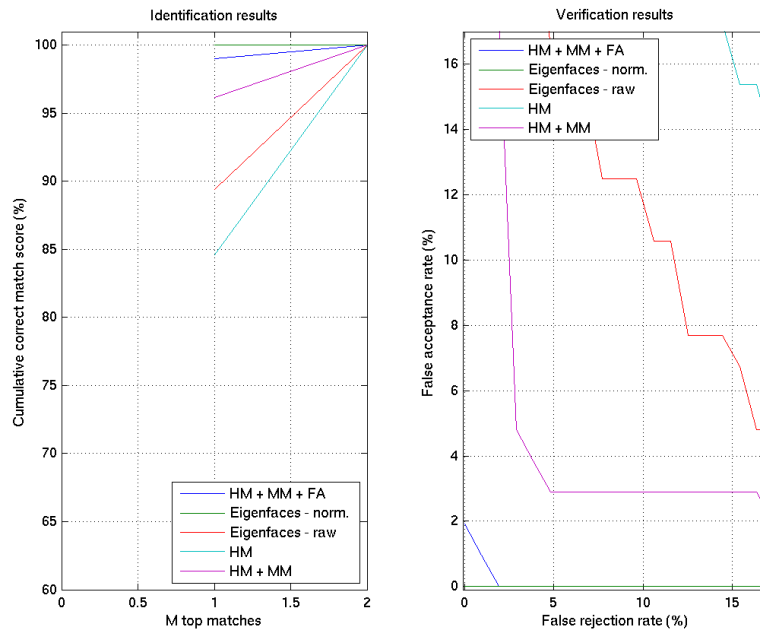 Identification results
100
95
90
85
80
75
70
65
60
Cumulative correct match score (%)
0
0.5
1
1.5
2
M top matches
HM + MM + FA
Eigenfaces - norm.
Eigenfaces - raw
HM
HM + MM
Verification results
HM + MM + FA
Eigenfaces - norm.
Eigenfaces - raw
HM
HM + MM
16
14
12
10
8
6
4
2
0
False acceptance rate (%)
0
5
10
15
False rejection rate (%)